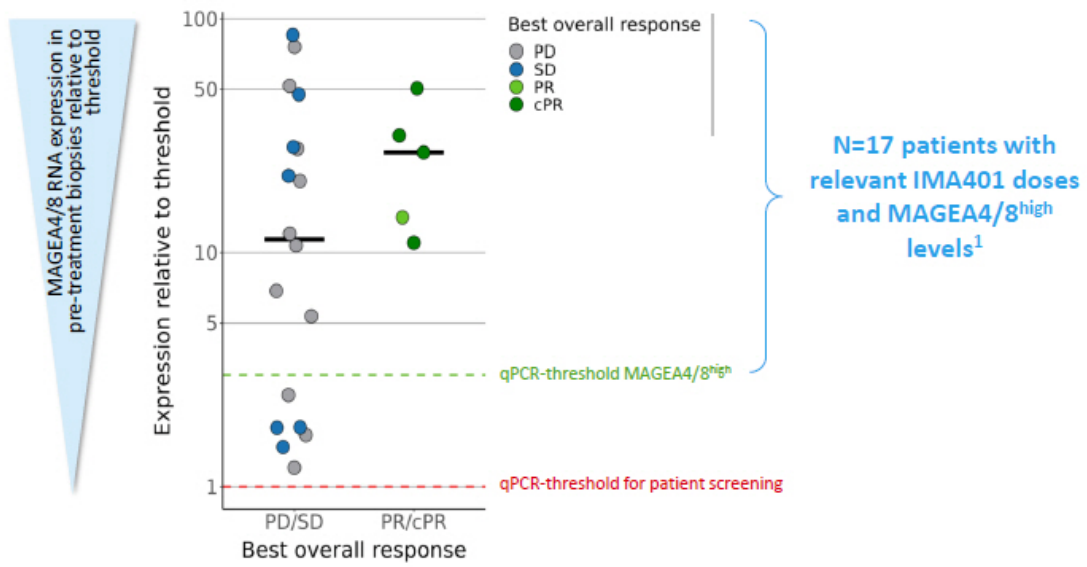 MAGEA4/8 RNA expression in
pre-treatment biopsies relative to
threshold
Expression relative to threshold
100
50
10
5
1
PD/SD
PR/cPR
Best overall response
Best overall response
PD
SD
PR
cPR
qPCR-threshold MAGEA4/8high
qPCR-threshold for patient screening
N=17 patients with
relevant IMA401 doses
and MAGEA4/8high
levels1